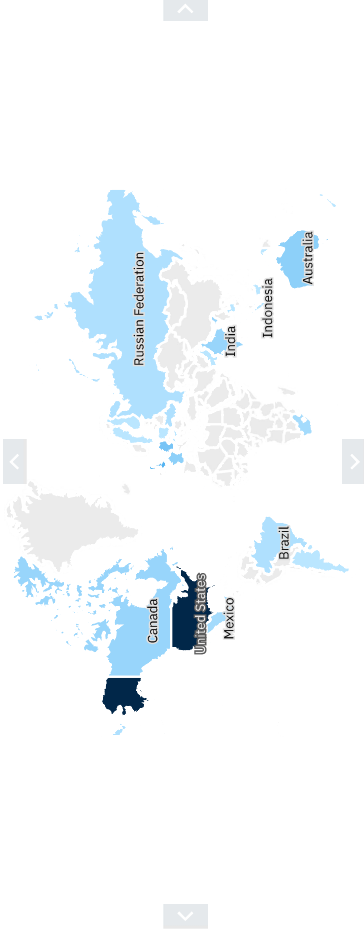 Canada
United States
Mexico
Brazil
Russian Federation
India
Indonesia
Australia